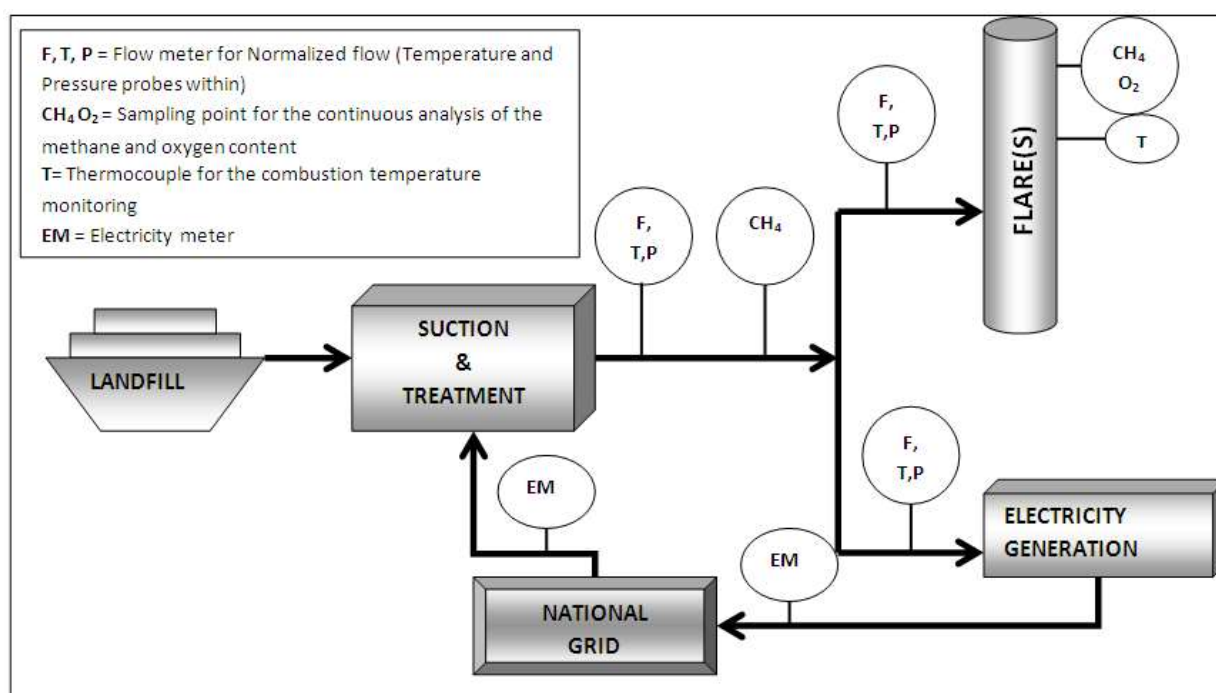 F, T, P = Flow meter for Normalized flow (Temperature and
Pressure probes within)
CH₄ O₂ = Sampling point for the continuous analysis of the
methane and oxygen content
T= Thermocouple for the combustion temperature
monitoring
EM = Electricity meter
CH₄
O₂
T
F,
T,P
FLARE(S)
F,
T,P
CH₄
LANDFILL
SUCTION
&
TREATMENT
F,
T,P
EM
EM
ELECTRICITY
GENERATION
NATIONAL
GRID